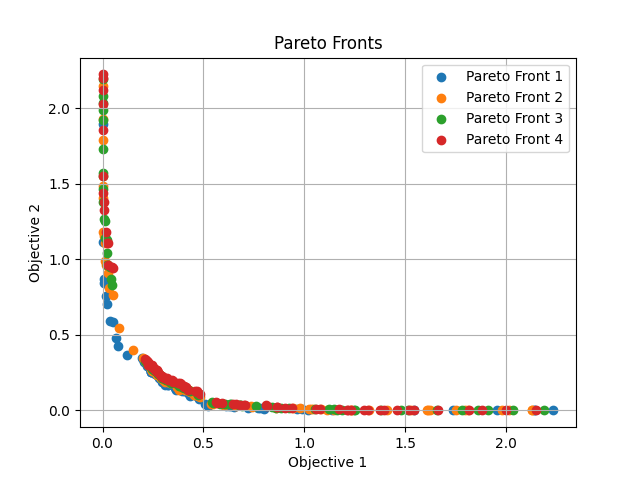 Pareto Fronts
Pareto Front 1
Pareto Front 2
Pareto Front 3
Pareto Front 4
2.0
1.5
1.0
0.5
0.0
Objective 2
0.0 0.5 1.0 1.5 2.0
Objective 1